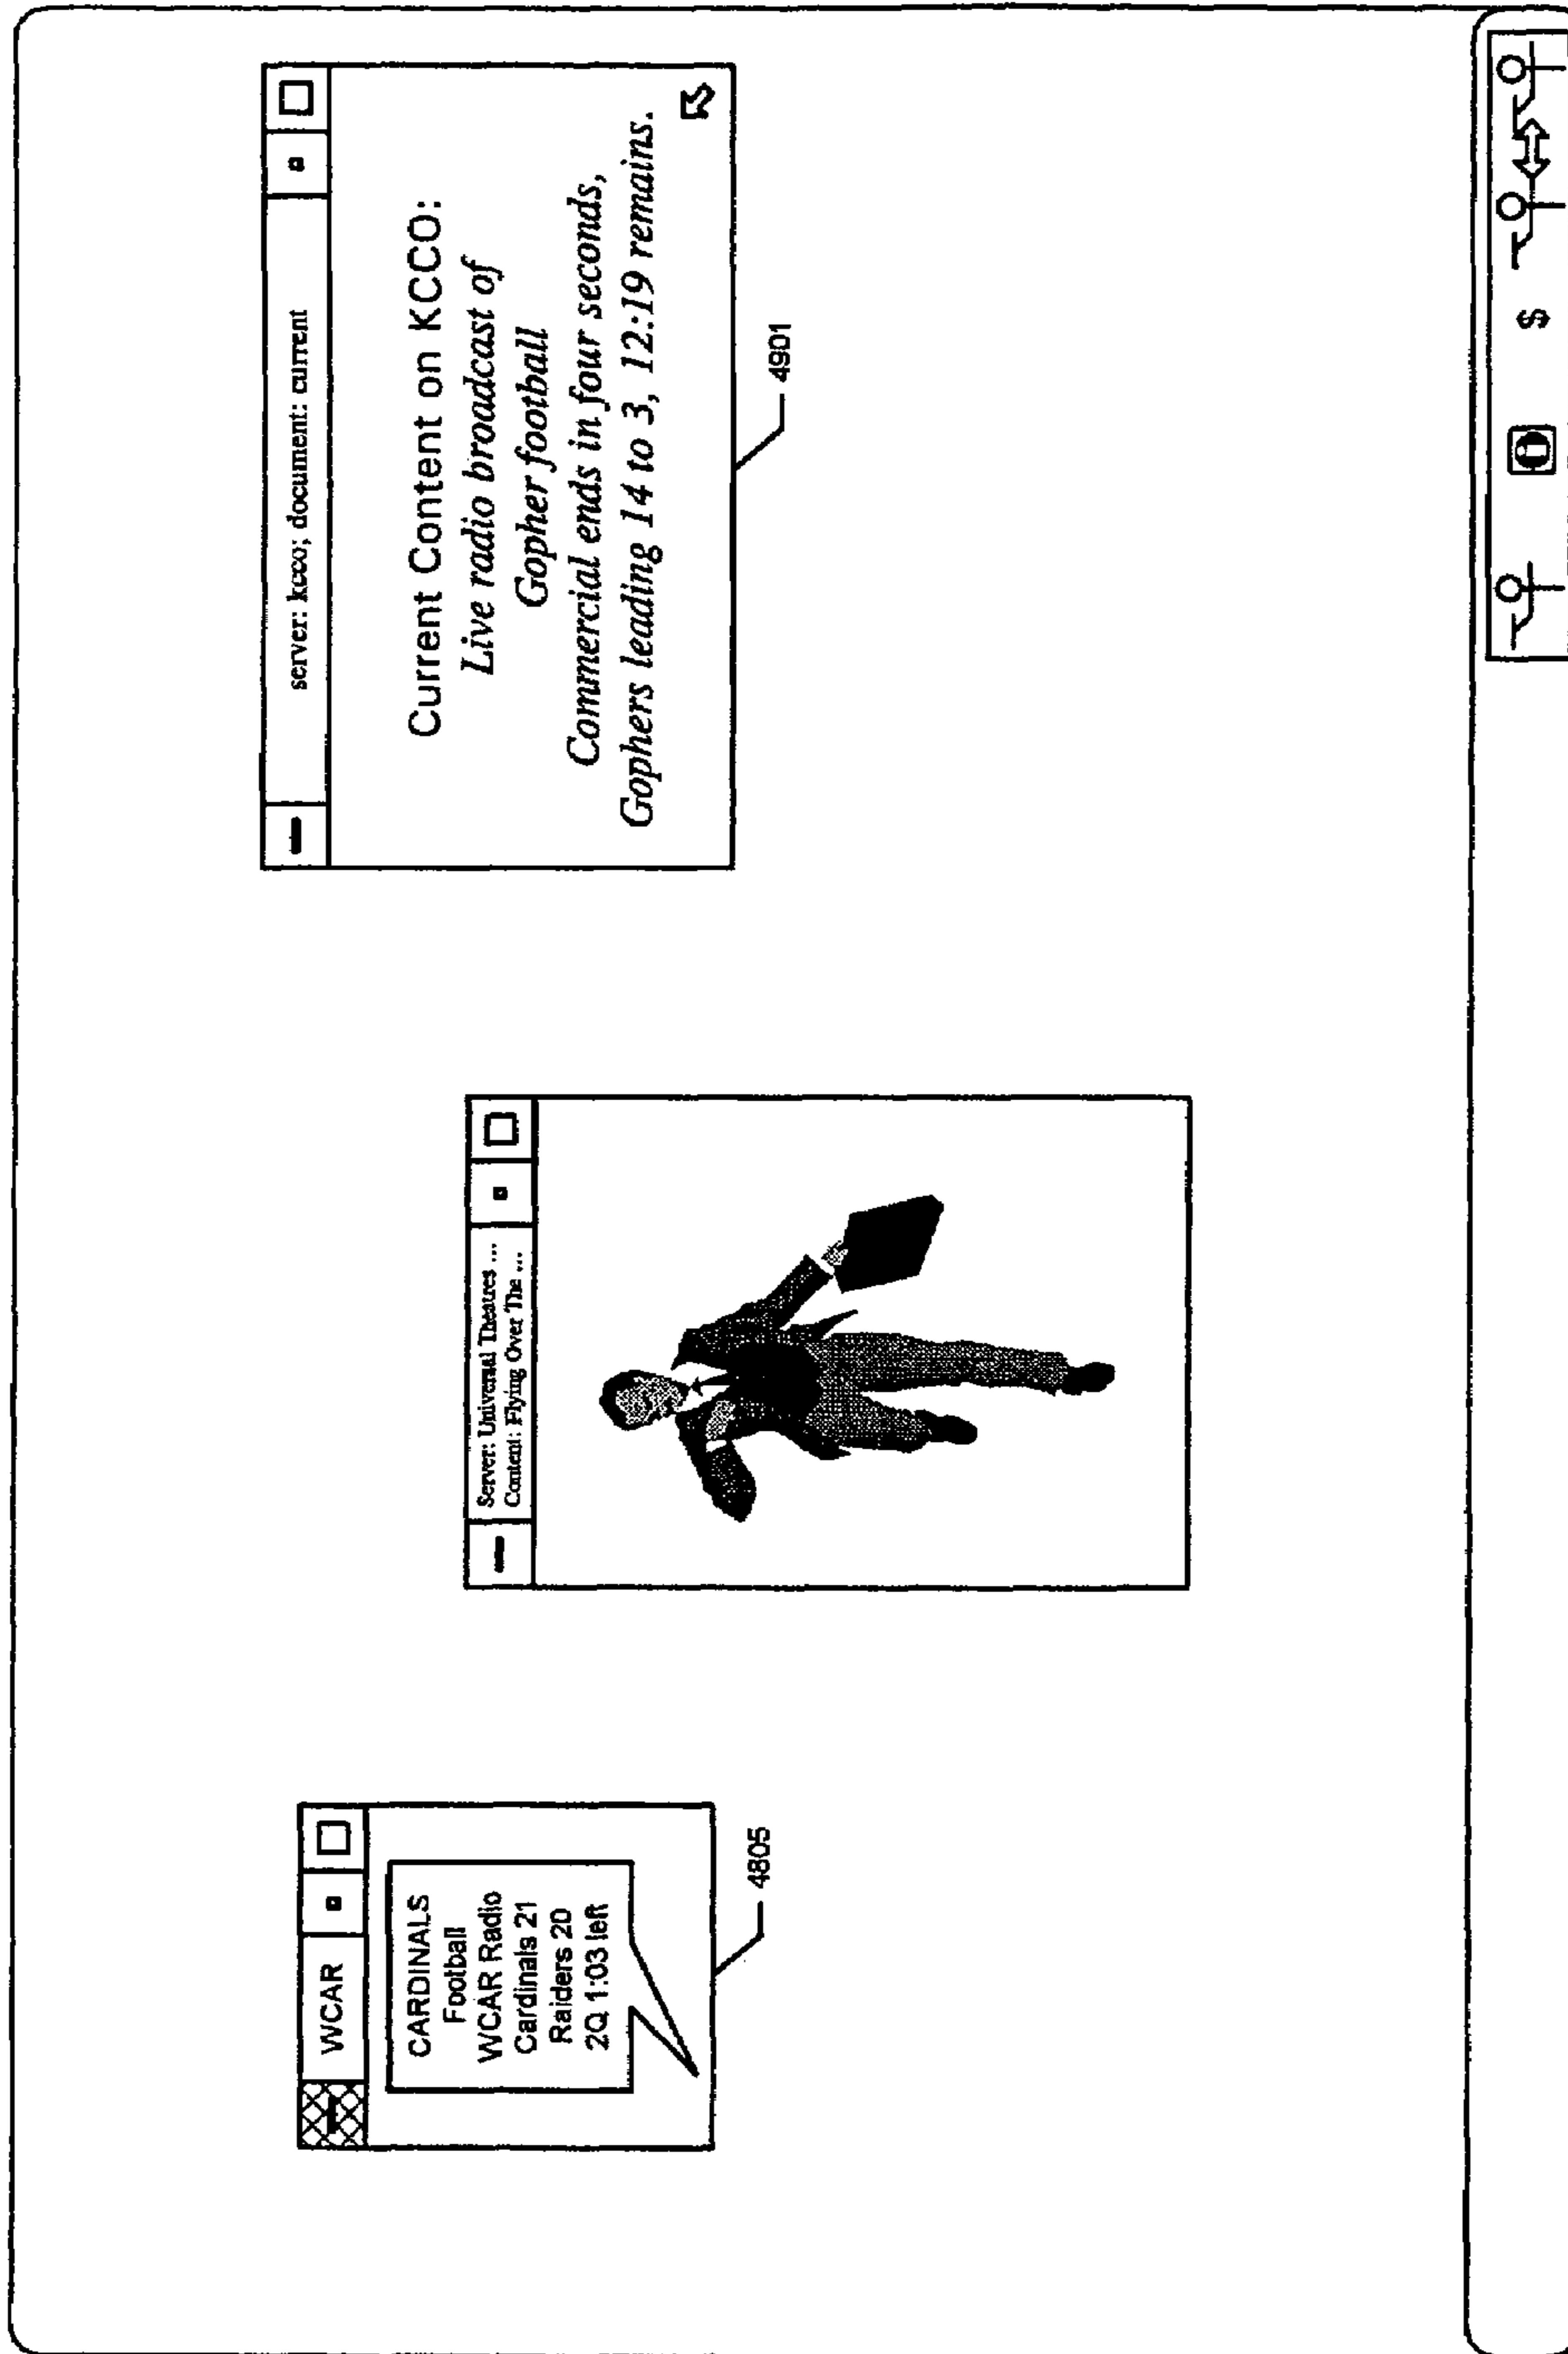 WCAR
CARDINALS
Football
WCAR Radio
Cardinals 21
Raiders 20
2Q 1:03 left
4805
Server: Universal Theatres ...
Content: Flying Over The ...
server: kcco; document: current
Current Content on KCCO:
Live radio broadcast of
Gopher football
Commercial ends in four seconds,
Gophers leading 14 to 3, 12:19 remains.
4901
$